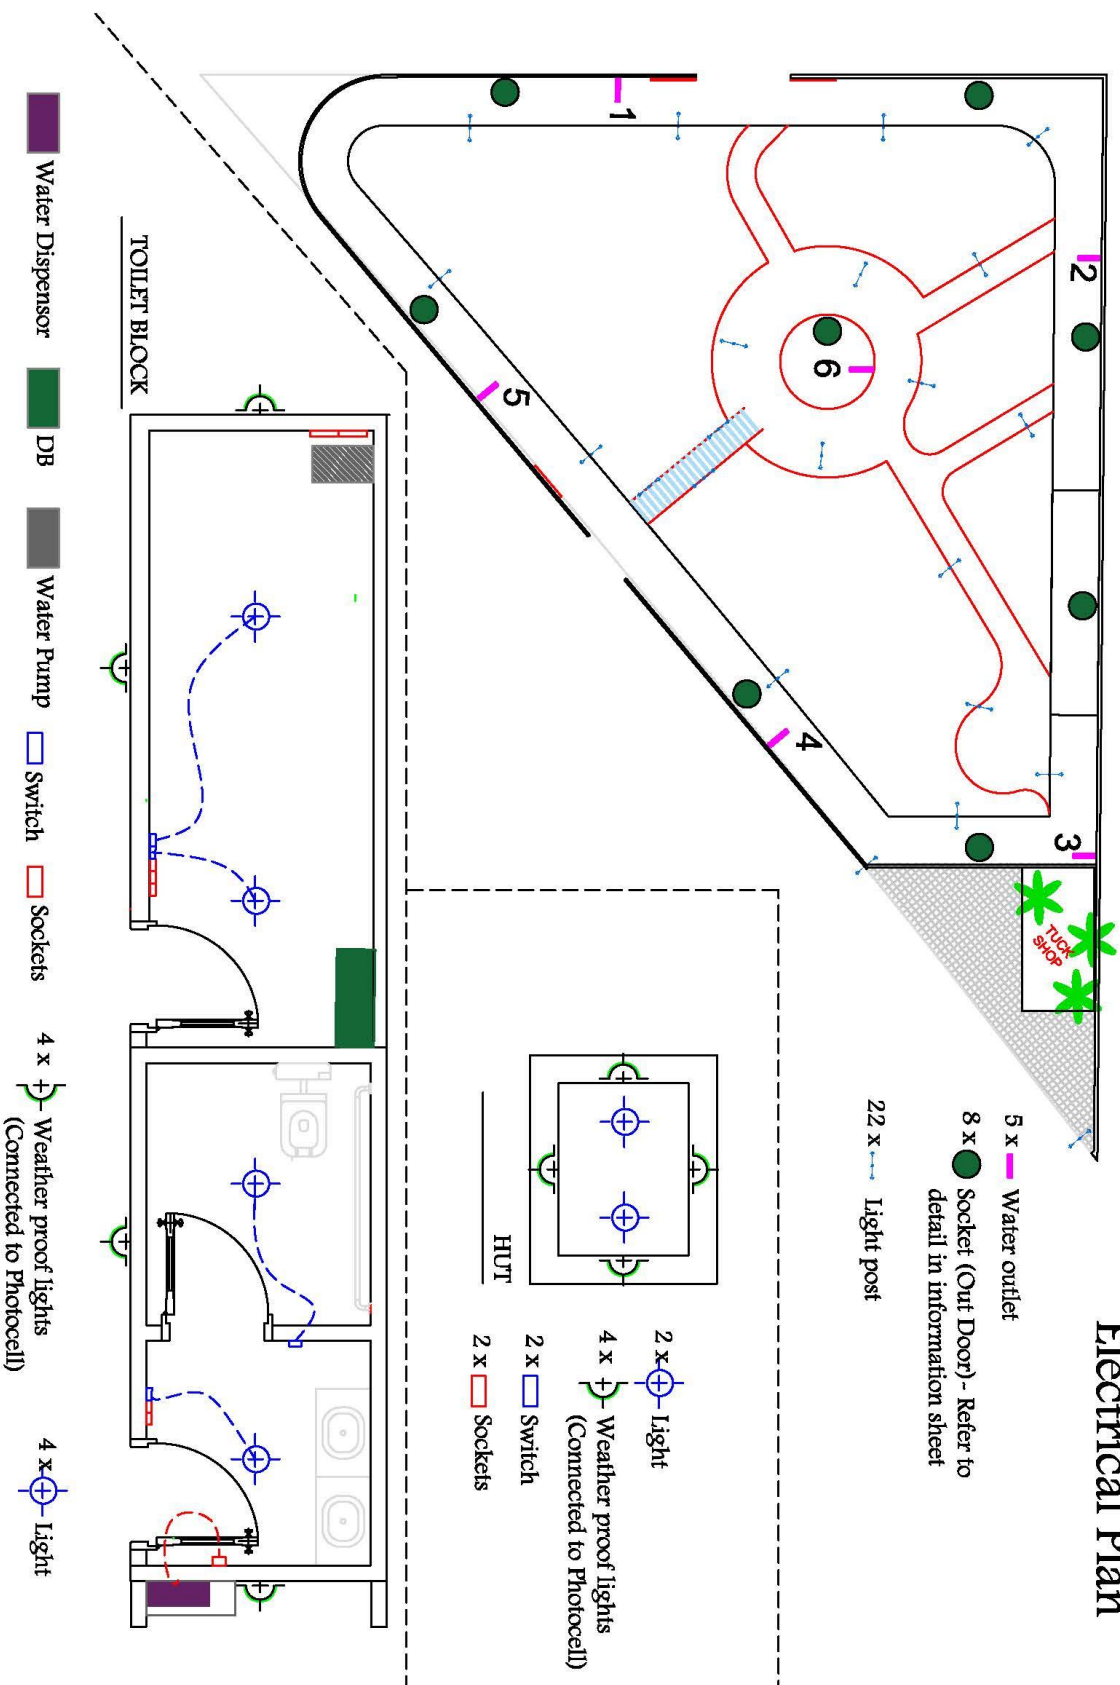 Electrical Plan
5 x Water outlet
8 x Socket (Out Door)- Refer to
detail in information sheet
22 x Light post
1
2
3
4
5
6
TUCK
SHOP
HUT
2 x Light
4 x Weather proof lights
(Connected to Photocell)
2 x Switch
2 x Sockets
TOILET BLOCK
Water Dispensor
DB
Water Pump
Switch
Sockets
4 x Weather proof lights
(Connected to Photocell)
4 x Light